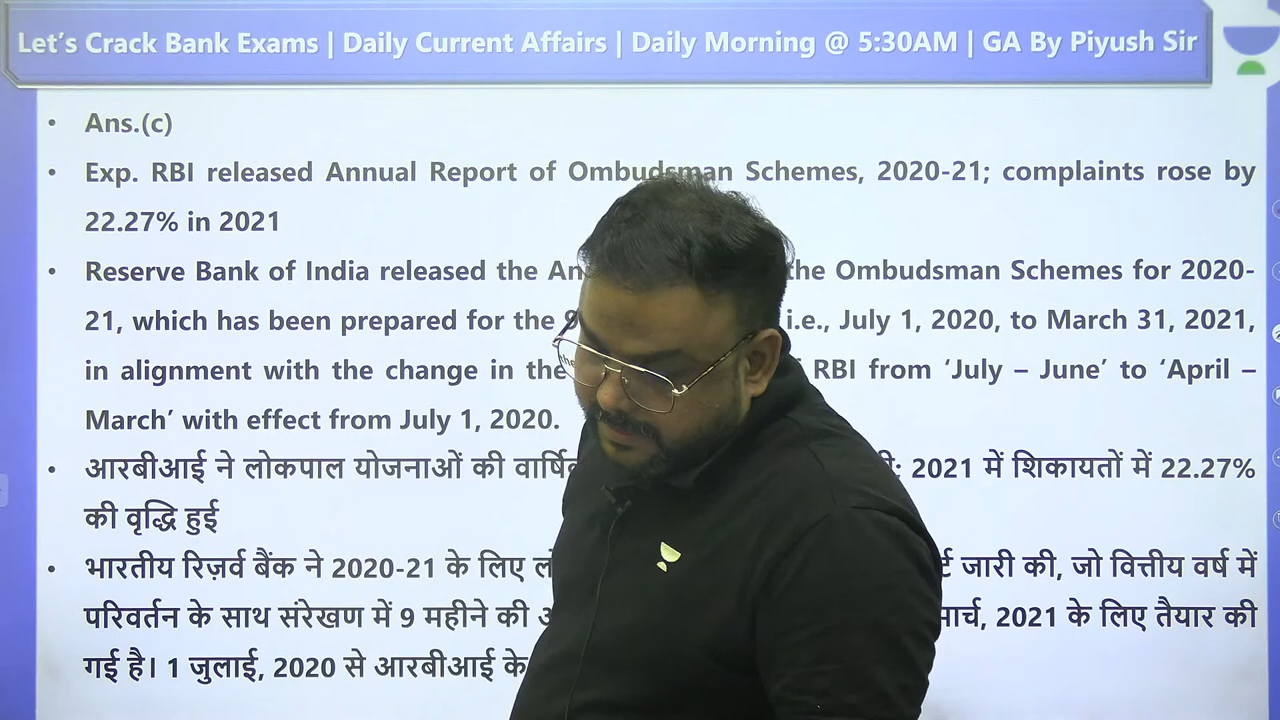 Let's Crack Bank Exams | Daily Current Affairs | Daily Morning @ 5:30AM | GA By Piyush Sir
• Ans.(c)
• Exp. RBI released Annual Report of Ombudsman Schemes, 2020-21; complaints rose by
22.27% in 2021
• Reserve Bank of India released the the Ombudsman Schemes for 2020-
21, which has been prepared for the i.e., July 1, 2020, to March 31, 2021,
in alignment with the change in the RBI from ‘July – June’ to ‘April –
March’ with effect from July 1, 2020.
• आरबीआई ने लोकपाल योजनाओं की 2021 में शिकायतों में 22.27%
की वृद्धि हुई
• भारतीय रिज़र्व बैंक ने 2020-21 के लिए जारी की, जो वित्तीय वर्ष में
परिवर्तन के साथ संरेखण में 9 महीने की मार्च, 2021 के लिए तैयार की
गई है। 1 जुलाई, 2020 से आरबीआई के